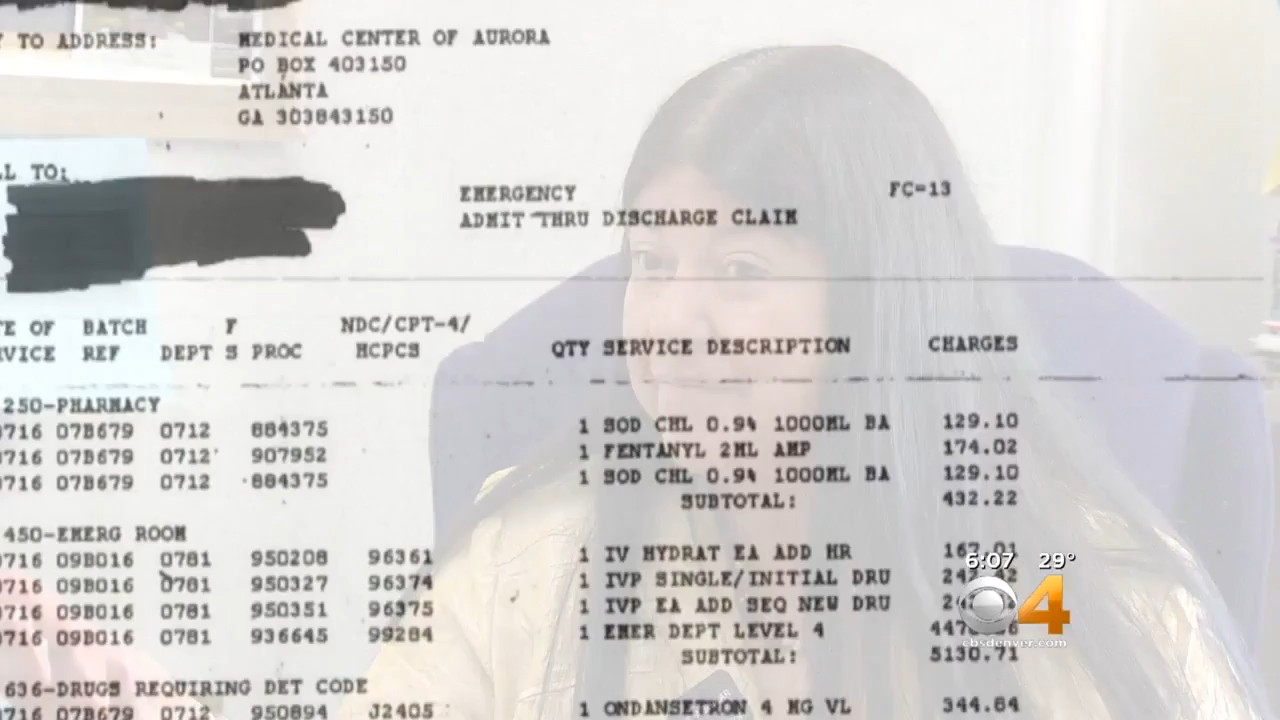 Y TO ADDRESS: MEDICAL CENTER OF AURORA
PO BOX 403150
ATLANTA
GA 303843150
LL TO:
EMERGENCY FC=13
ADMIT THRU DISCHARGE CLAIM
TE OF BATCH F NDC/CPT-4/
RVICE REF DEPT S PROC HCPCS QTY SERVICE DESCRIPTION CHARGES
250-PHARMACY
0716 07B679 0712 884375 1 SOD CHL 0.9% 1000ML BA 129.10
0716 07B679 0712 907952 1 FENTANYL 2ML AMP 174.02
0716 07B679 0712 884375 1 SOD CHL 0.9% 1000ML BA 129.10
SUBTOTAL: 432.22
450-EMERG ROOM
0716 09B016 0781 950208 96361 1 IV HYDRAT EA ADD HR
0716 09B016 0781 950327 96374 1 IVP SINGLE/INITIAL DRU
0716 09B016 0781 950351 96375 1 IVP EA ADD SEQ NEW DRU
0716 09B016 0781 936645 99284 1 EMER DEPT LEVEL 4
SUBTOTAL: 5130.71
636-DRUGS REQUIRING DET CODE
0716 07B679 0712 950894 J2405 1 ONDANSETRON 4 MG VL 344.84
6:07 29°
4
cbsdenver.com